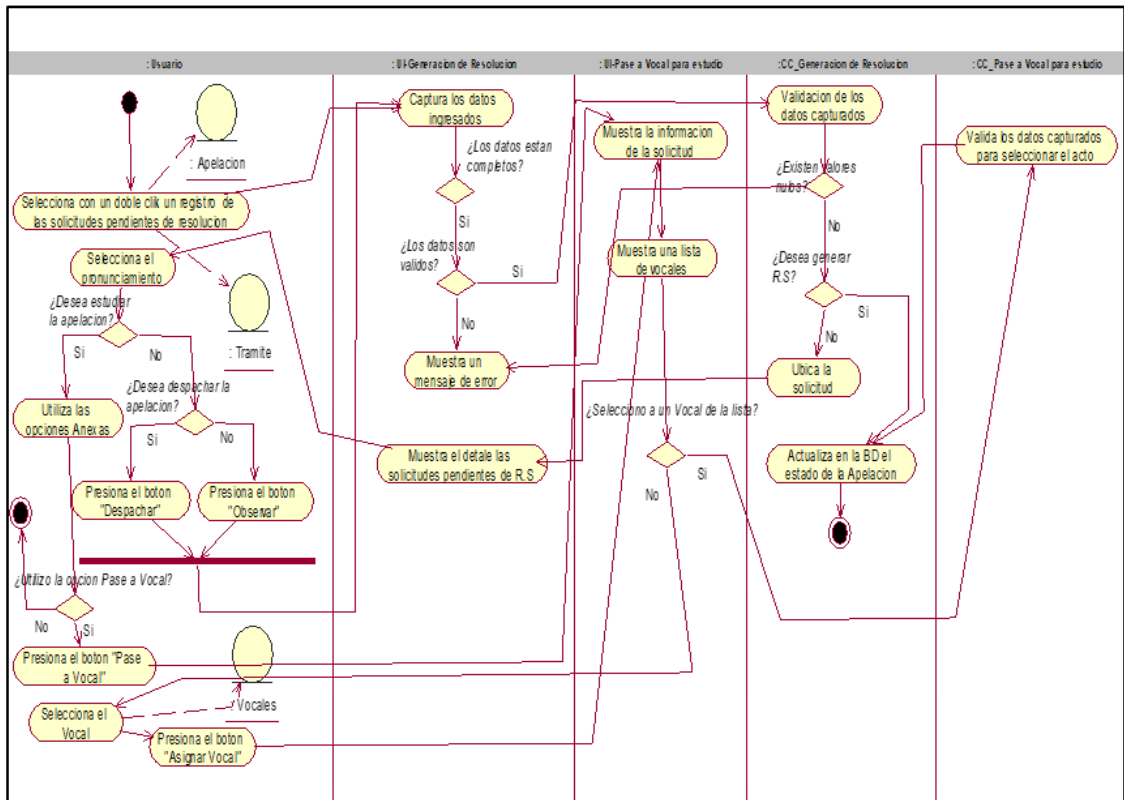 : Usuario
: UI-Generacion de Resolucion
: UI-Pase a Vocal para estudio
:CC_Generacion de Resolucion
:CC_Pase a Vocal para estudio
: Apelacion
Selecciona con un doble clik un registro de
las solicitudes pendientes de resolucion
Selecciona el
pronunciamiento
¿Desea estudiar
la apelacion?
Si
No
: Tramite
¿Desea despachar la
apelacion?
Utiliza las
opciones Anexas
Si
No
Presiona el boton
"Despachar"
Presiona el boton
"Observar"
¿Utilizo la opcion Pase a Vocal?
No
Si
Presiona el boton "Pase
a Vocal"
: Vocales
Selecciona el
Vocal
Presiona el boton
"Asignar Vocal"
Captura los datos
ingresados
¿Los datos estan
completos?
Si
¿Los datos son
validos?
Si
No
Muestra un
mensaje de error
Muestra el detale las
solicitudes pendientes de R.S
Muestra la informacion
de la solicitud
Muestra una lista
de vocales
¿Selecciono a un Vocal de la lista?
No
Si
Validacion de los
datos capturados
¿Existen valores
nulos?
No
¿Desea generar
R.S?
Si
No
Ubica la
solicitud
Actualiza en la BD el
estado de la Apelacion
Valida los datos capturados
para seleccionar el acto